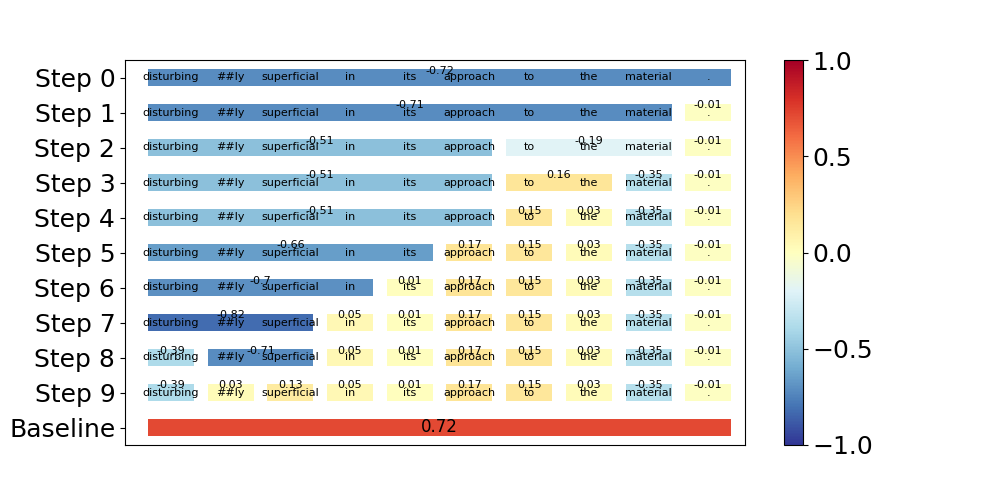 Step 0 disturbing ##ly superficial in its approach to the material . -0.72 1.0
Step 1 disturbing ##ly superficial in its approach to the material . -0.71 -0.01
Step 2 disturbing ##ly superficial in its approach to the material . -0.51 -0.19 -0.01 0.5
Step 3 disturbing ##ly superficial in its approach to the material . -0.51 0.16 -0.35 -0.01
Step 4 disturbing ##ly superficial in its approach to the material . -0.51 0.15 0.03 -0.35 -0.01
Step 5 disturbing ##ly superficial in its approach to the material . -0.66 0.17 0.15 0.03 -0.35 -0.01 0.0
Step 6 disturbing ##ly superficial in its approach to the material . -0.7 0.01 0.17 0.15 0.03 -0.35 -0.01
Step 7 disturbing ##ly superficial in its approach to the material . -0.82 0.05 0.01 0.17 0.15 0.03 -0.35 -0.01
Step 8 disturbing ##ly superficial in its approach to the material . -0.39 -0.71 0.05 0.01 0.17 0.15 0.03 -0.35 -0.01 −0.5
Step 9 disturbing ##ly superficial in its approach to the material . -0.39 0.03 0.13 0.05 0.01 0.17 0.15 0.03 -0.35 -0.01
Baseline 0.72 −1.0